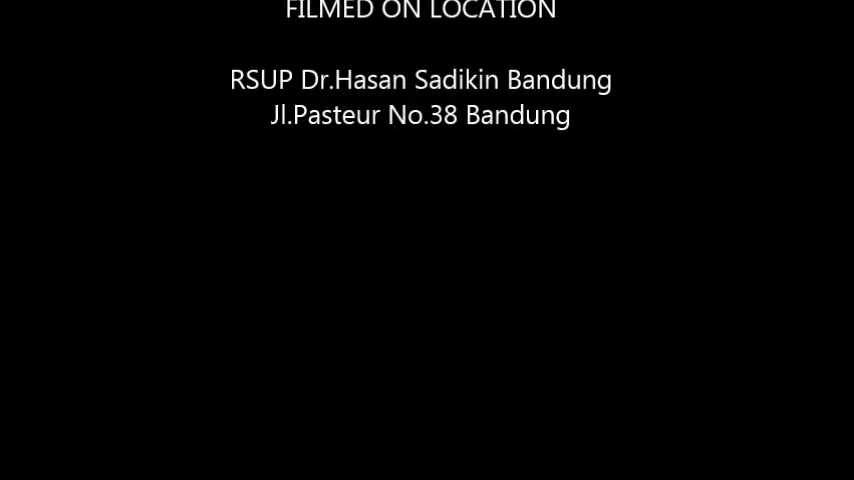 FILMED ON LOCATION
RSUP Dr.Hasan Sadikin Bandung
Jl.Pasteur No.38 Bandung